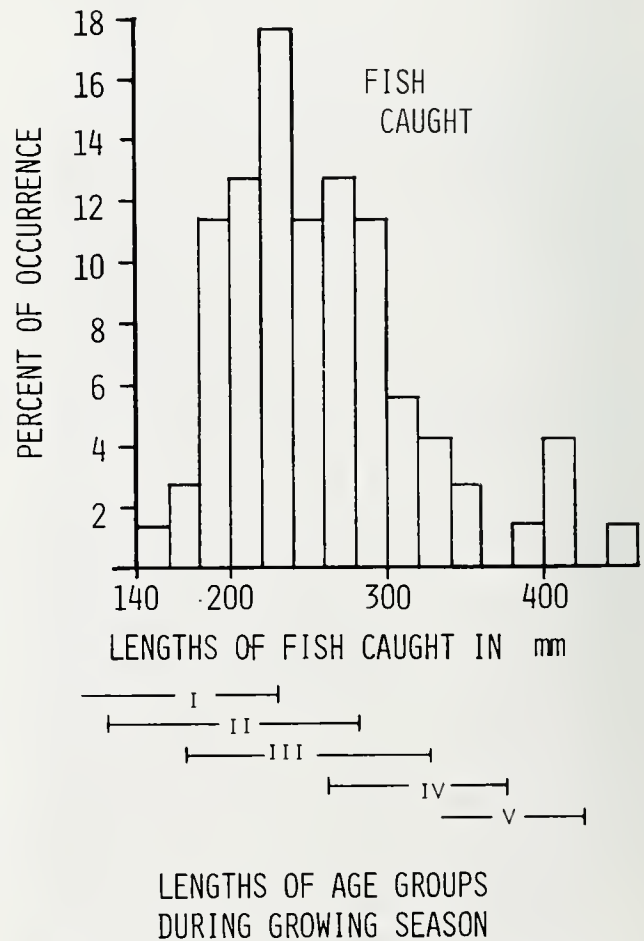 18
16
14
12
10
8
6
4
2
PERCENT OF OCCURRENCE
FISH
CAUGHT
140 200 300 400
LENGTHS OF FISH CAUGHT IN mm
I
II
III
IV
V
LENGTHS OF AGE GROUPS
DURING GROWING SEASON